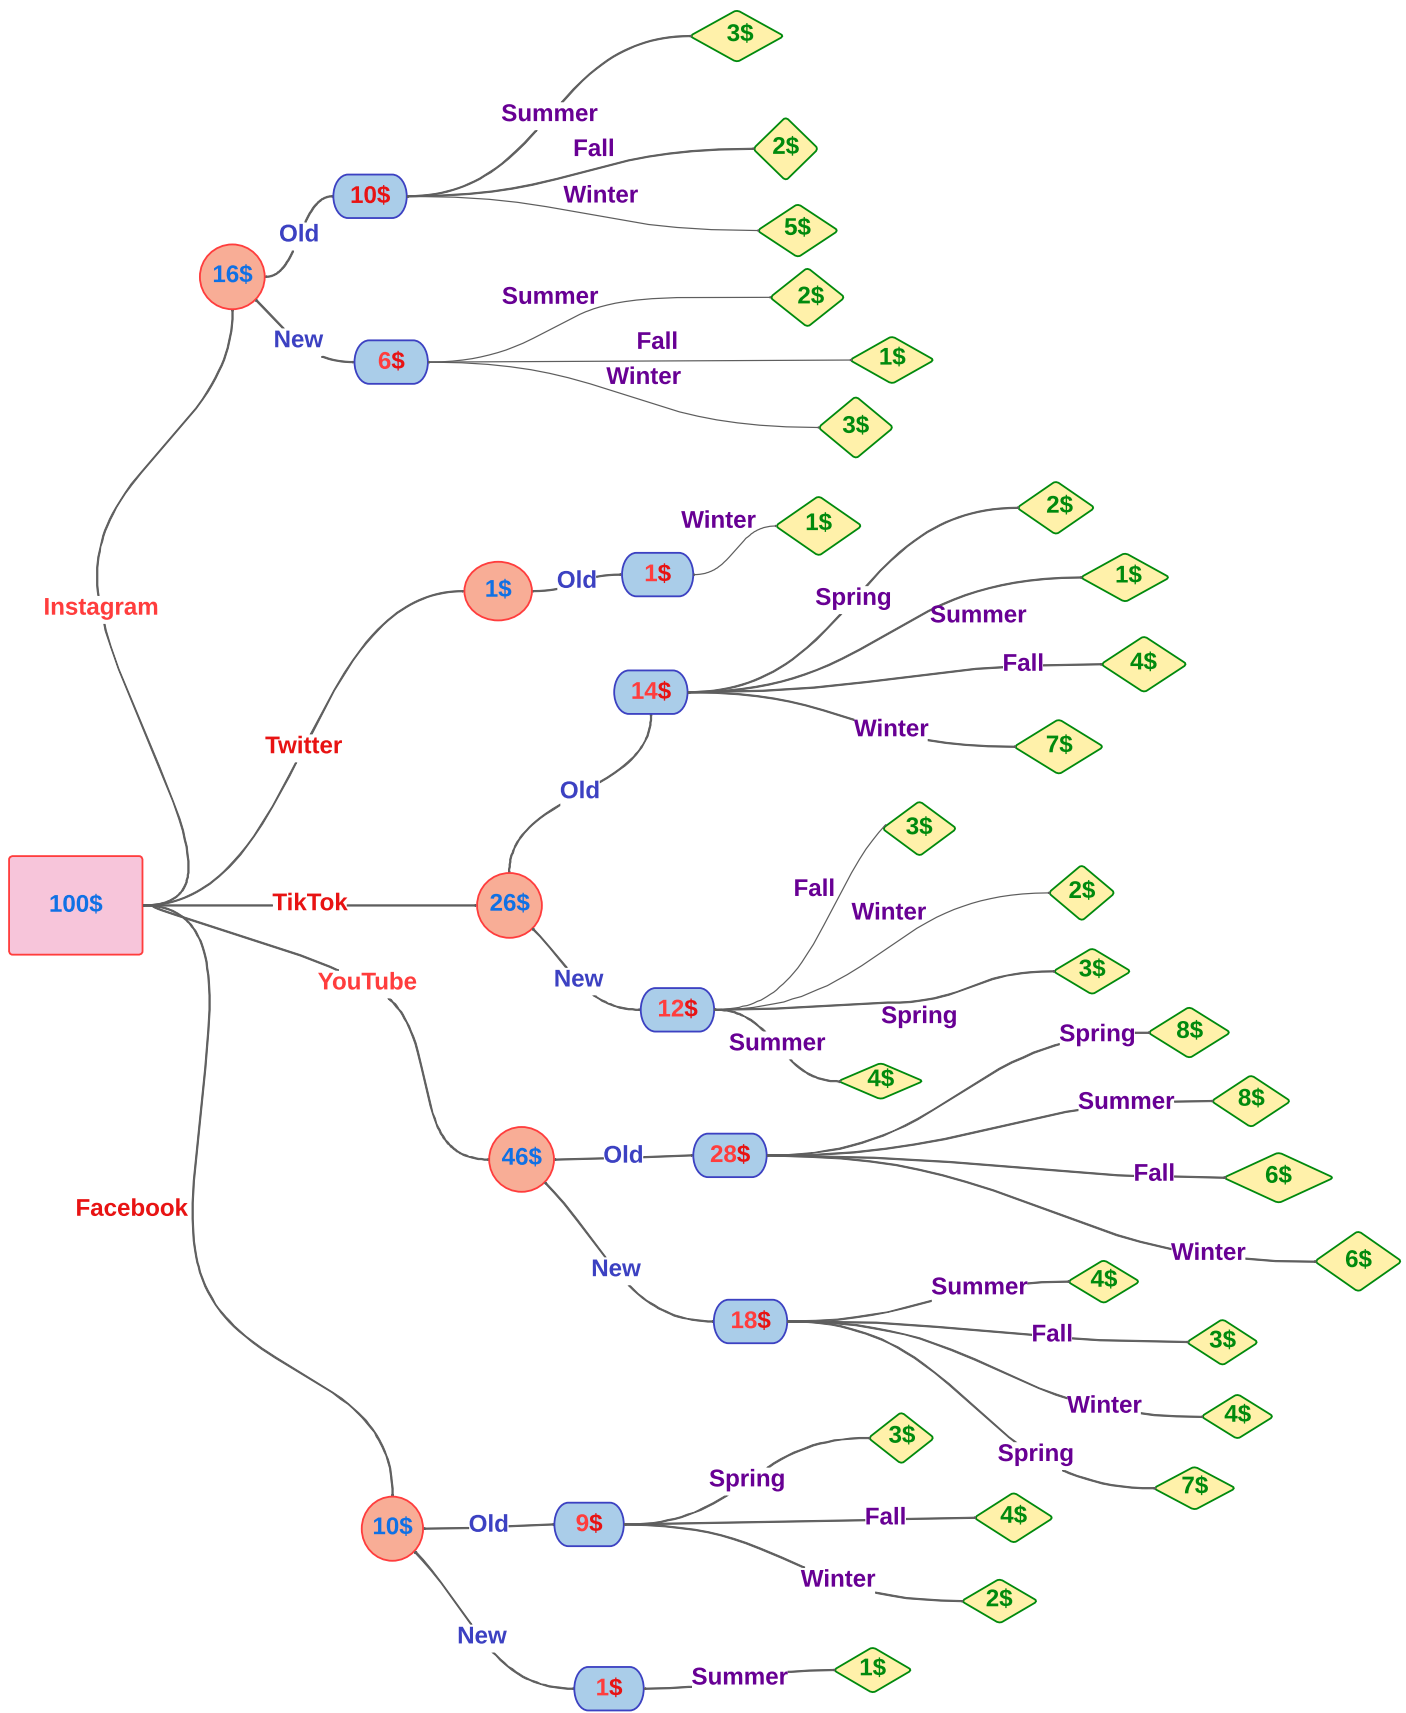 3$
Summer
Fall
2$
10$
Winter
5$
Old
16$
Summer
2$
New
6$
Fall
1$
Winter
3$
Instagram
Winter
1$
1$
Old
1$
Twitter
Spring
2$
Summer
1$
14$
Fall
4$
Winter
7$
Old
100$
TikTok
26$
Fall
3$
Winter
2$
New
12$
Spring
3$
Summer
4$
YouTube
46$
Old
28$
Spring
8$
Summer
8$
Fall
6$
Winter
6$
New
18$
Summer
4$
Fall
3$
Winter
4$
Spring
7$
Facebook
10$
Old
9$
Spring
3$
Fall
4$
Winter
2$
New
1$
Summer
1$